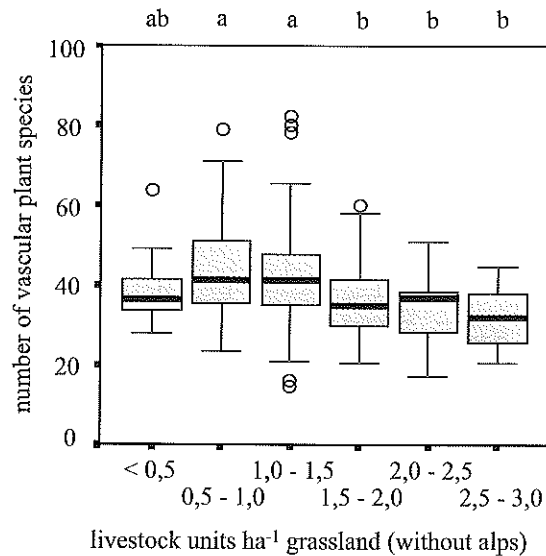 ab a a b b b
100
80
60
40
20
0
number of vascular plant species
< 0,5 1,0 - 1,5 2,0 - 2,5
0,5 - 1,0 1,5 - 2,0 2,5 - 3,0
livestock units ha⁻¹ grassland (without alps)